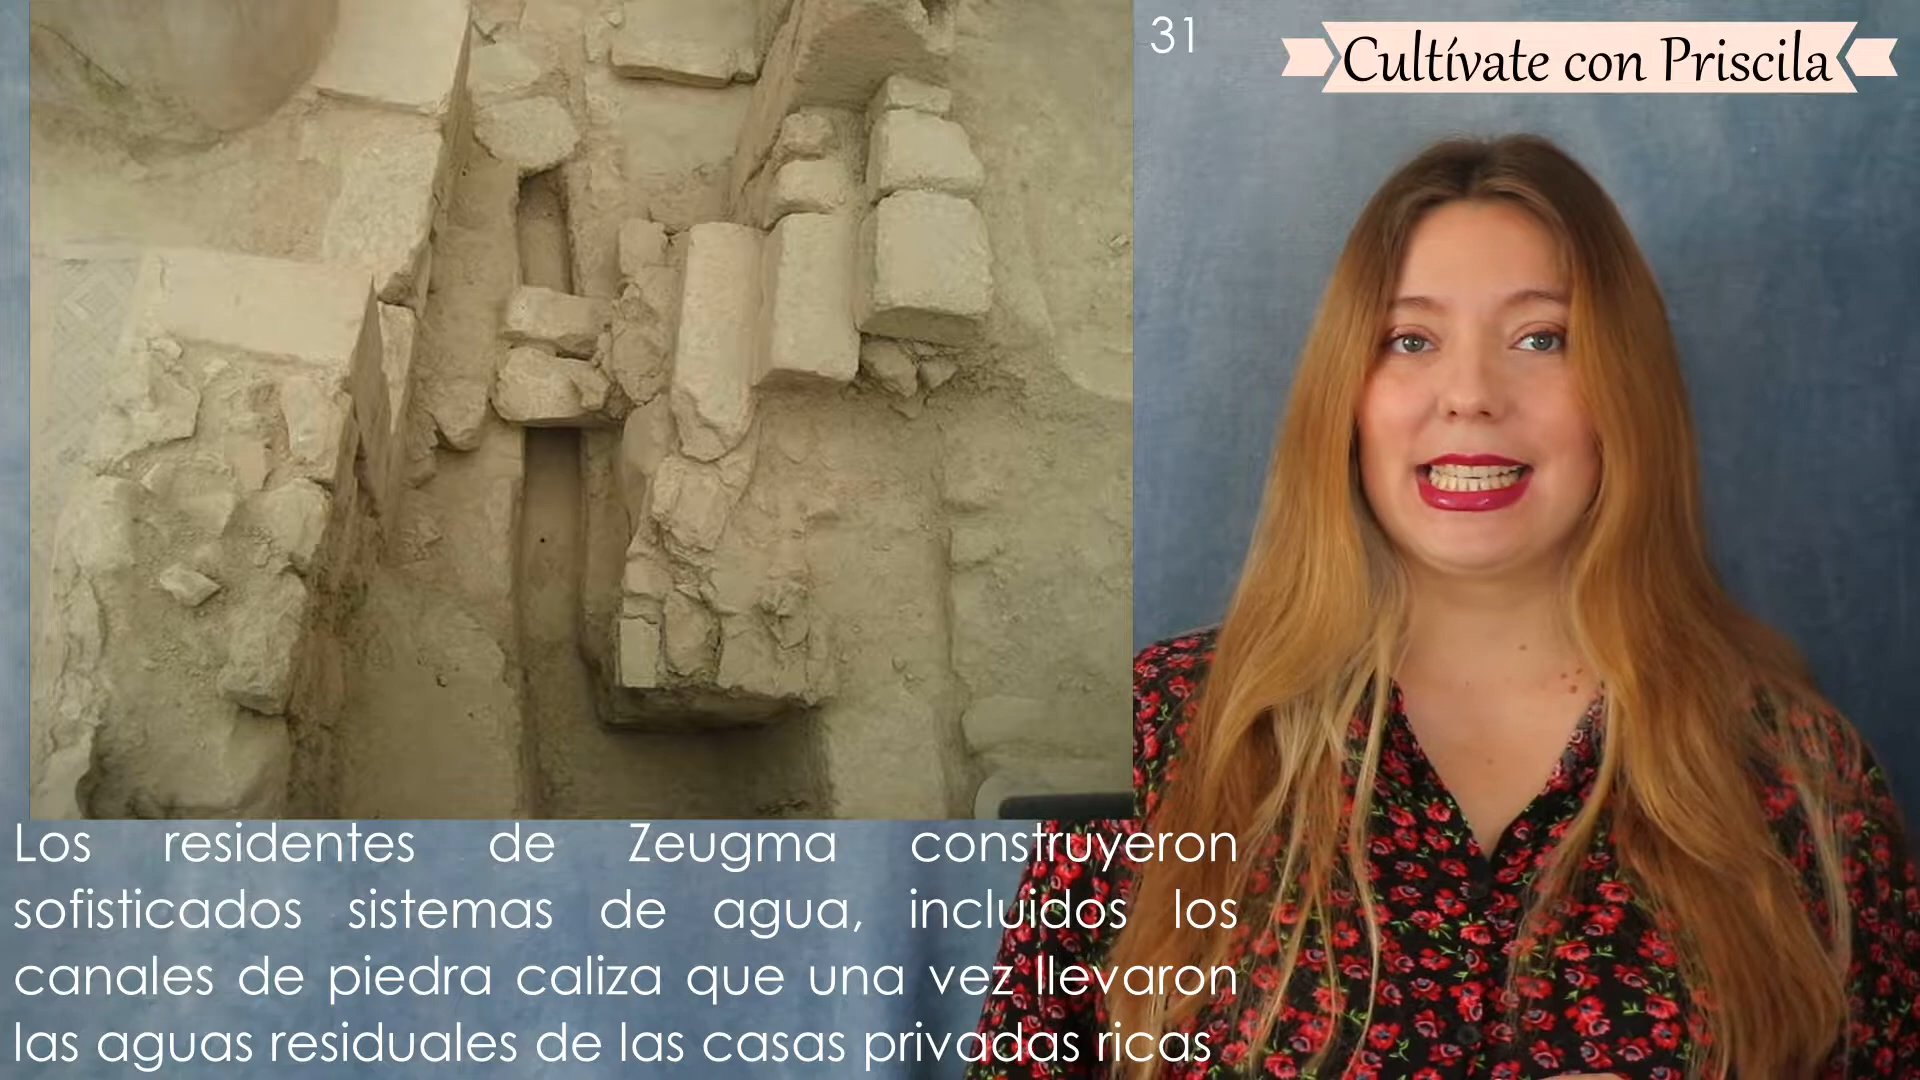 31
Cultívate con Priscila
Los residentes de Zeugma construyeron
sofisticados sistemas de agua, incluidos los
canales de piedra caliza que una vez llevaron
las aguas residuales de las casas privadas ricas